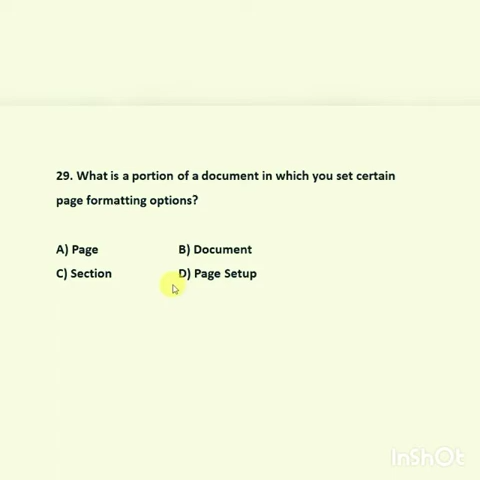 29. What is a portion of a document in which you set certain
page formatting options?
A) Page B) Document
C) Section D) Page Setup
InShOt